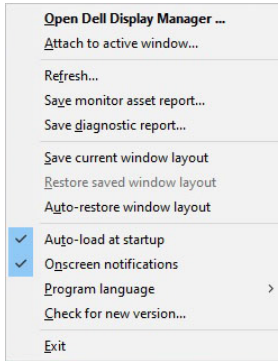 Open Dell Display Manager ...
Attach to active window...
Refresh...
Save monitor asset report...
Save diagnostic report...
Save current window layout
Restore saved window layout
Auto-restore window layout
Auto-load at startup
Onscreen notifications
Program language
Check for new version...
Exit